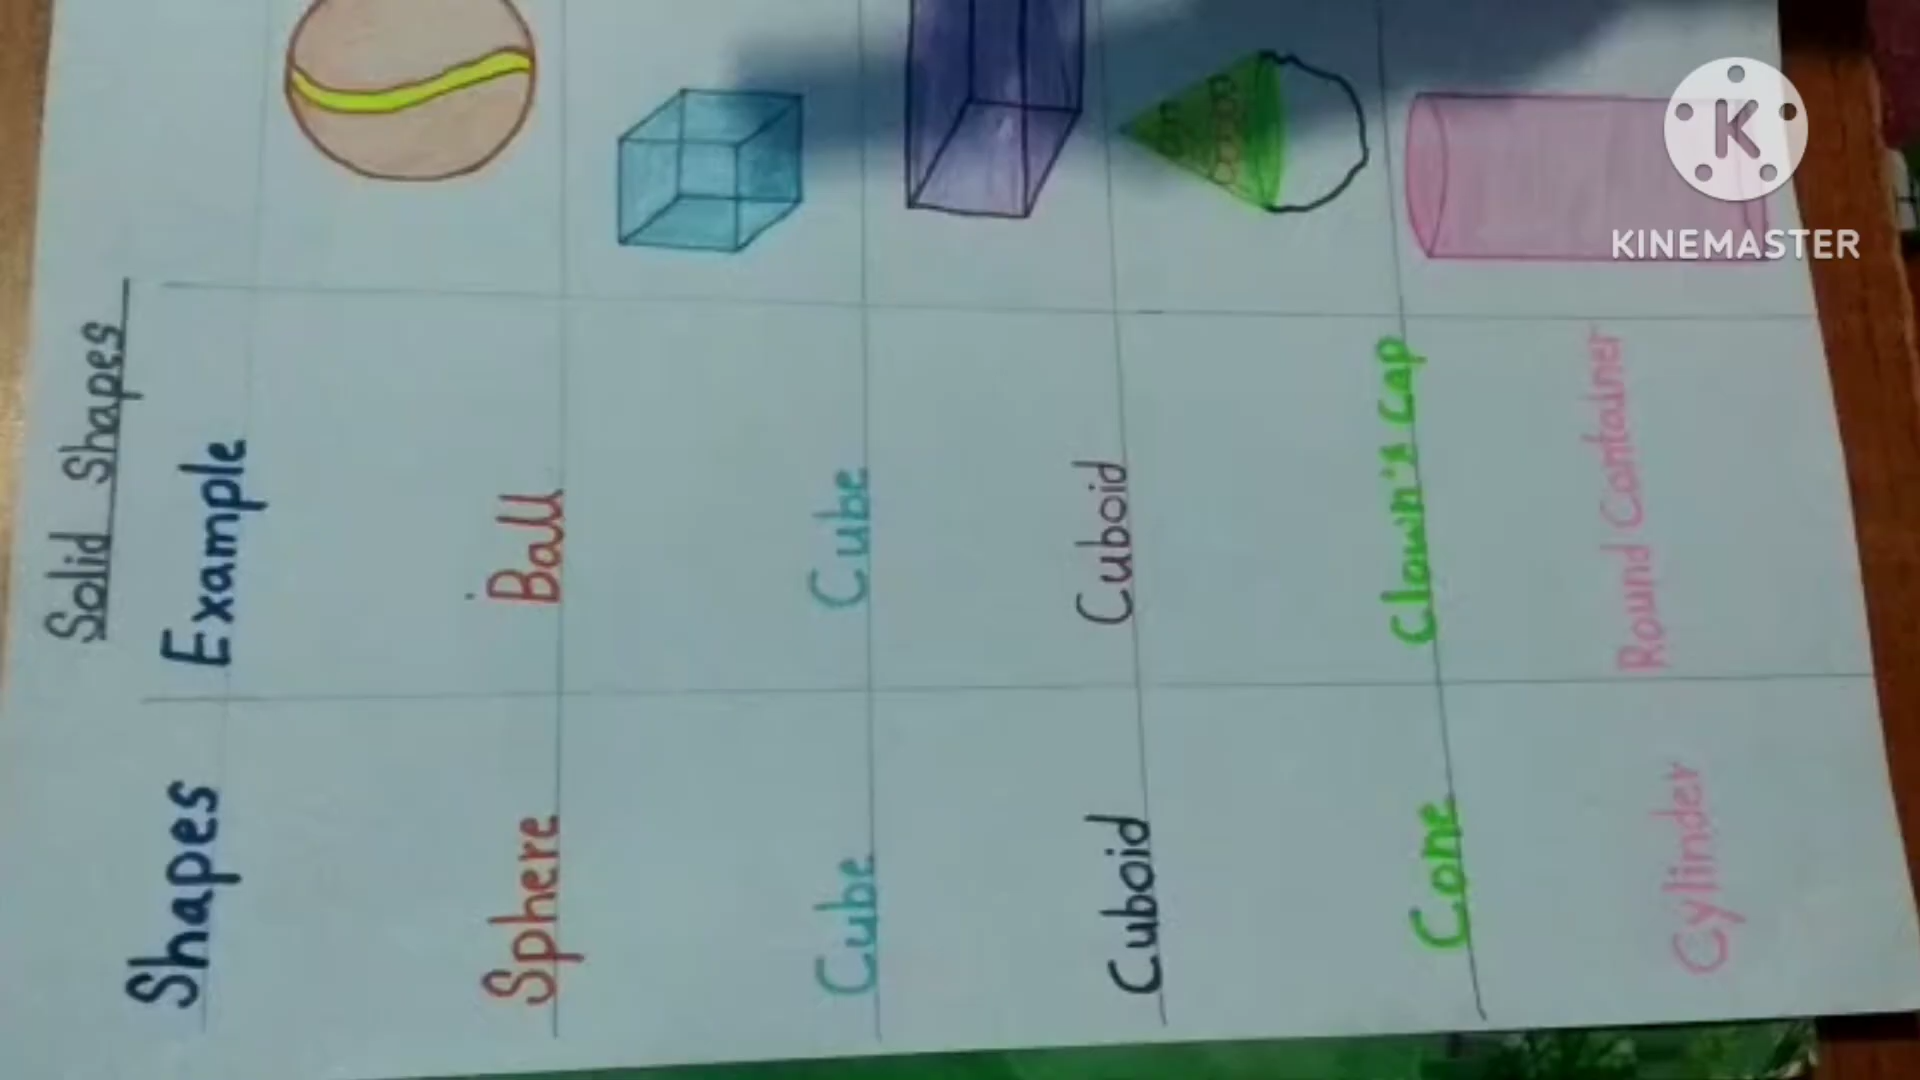 Solid Shapes
Shapes Example
Sphere Ball
Cube Cube
Cuboid Cuboid
Cone Clown's Cap
Cylinder Round Container
K
KINEMASTER